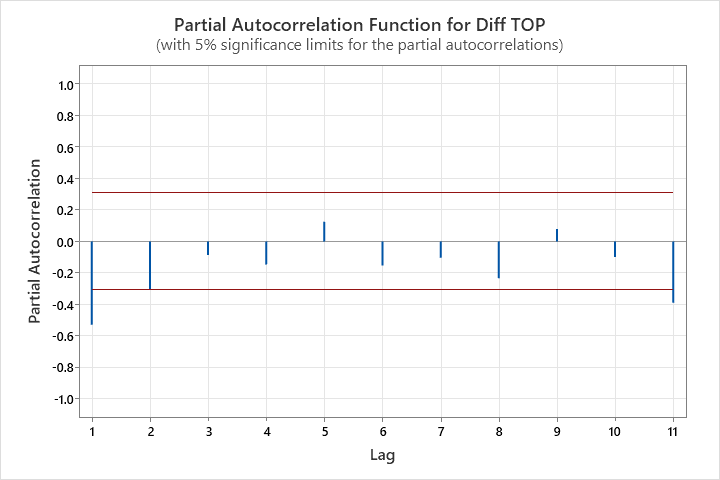 Partial Autocorrelation Function for Diff TOP
(with 5% significance limits for the partial autocorrelations)
Partial Autocorrelation
1.0
0.8
0.6
0.4
0.2
0.0
-0.2
-0.4
-0.6
-0.8
-1.0
1 2 3 4 5 6 7 8 9 10 11
Lag